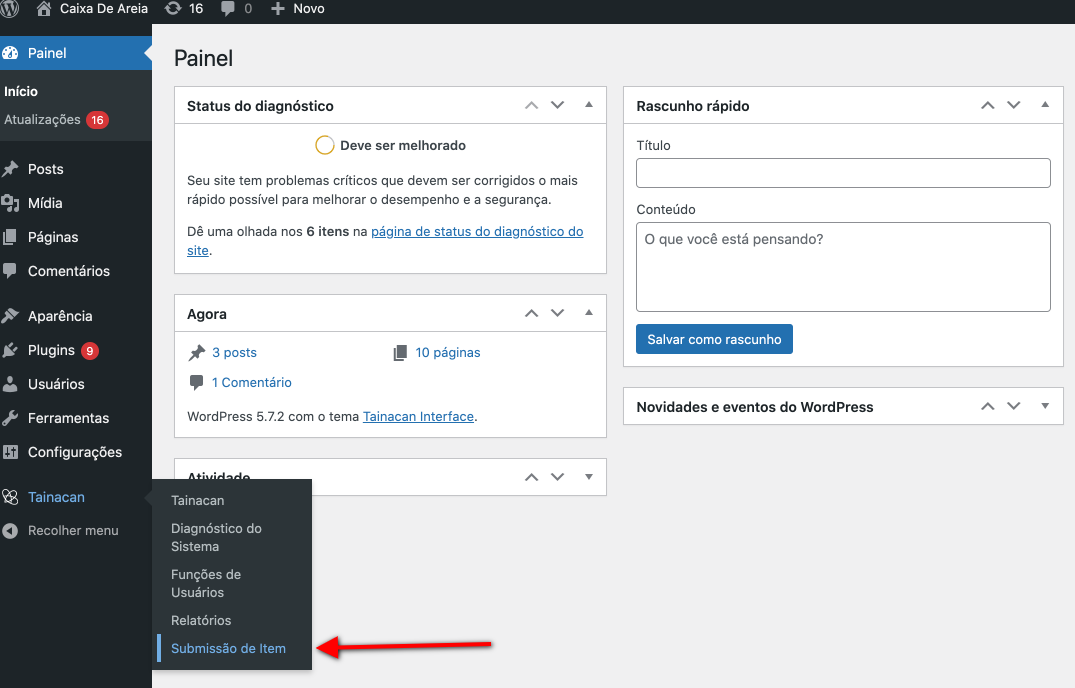 Caixa De Areia 16 0 Novo
Painel
Início
Atualizações 16
Posts
Mídia
Páginas
Comentários
Aparência
Plugins 9
Usuários
Ferramentas
Configurações
Tainacan
Recolher menu
Tainacan
Diagnóstico do
Sistema
Funções de
Usuários
Relatórios
Submissão de Item
Painel
Status do diagnóstico
Deve ser melhorado
Seu site tem problemas críticos que devem ser corrigidos o mais
rápido possível para melhorar o desempenho e a segurança.
Dê uma olhada nos 6 itens na página de status do diagnóstico do
site.
Agora
3 posts 10 páginas
1 Comentário
WordPress 5.7.2 com o tema Tainacan Interface.
Atividade
Rascunho rápido
Título
Conteúdo
O que você está pensando?
Salvar como rascunho
Novidades e eventos do WordPress